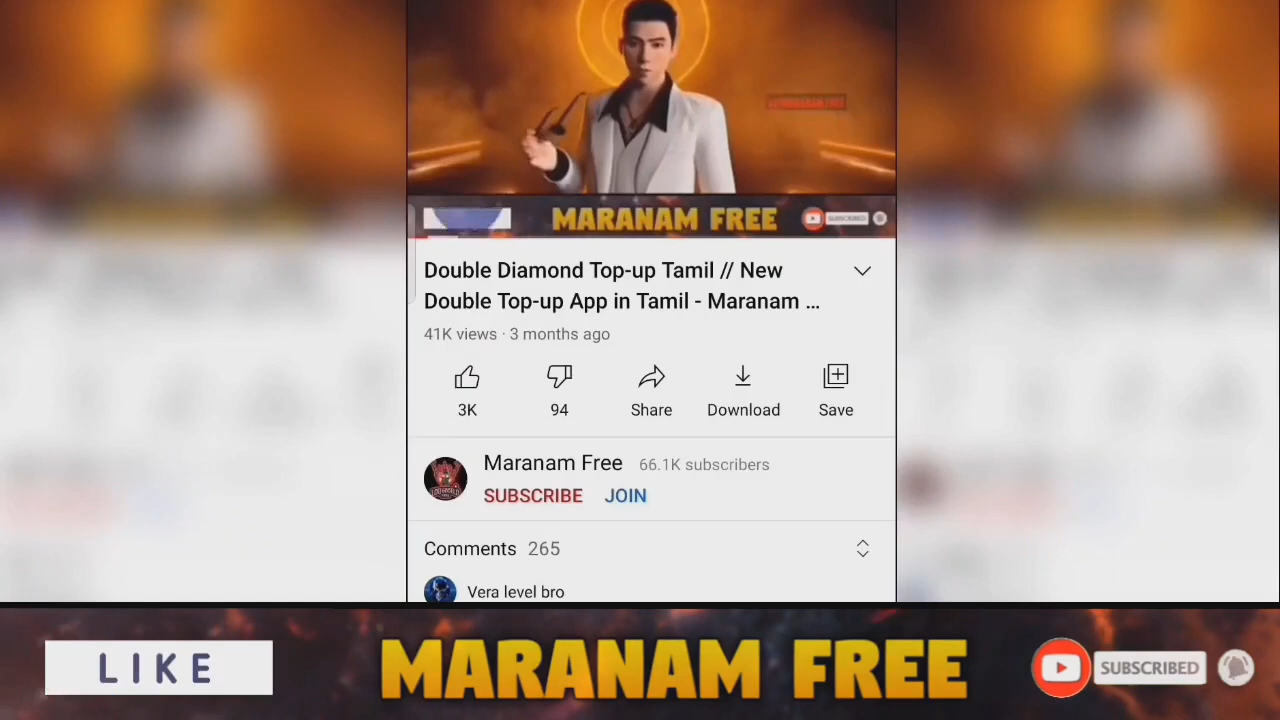 MARANAM FREE
SUBSCRIBED
Double Diamond Top-up Tamil // New
Double Top-up App in Tamil - Maranam ...
41K views · 3 months ago
3K
94
Share
Download
Save
Maranam Free 66.1K subscribers
SUBSCRIBE JOIN
Comments 265
Vera level bro
LIKE
MARANAM FREE
SUBSCRIBED